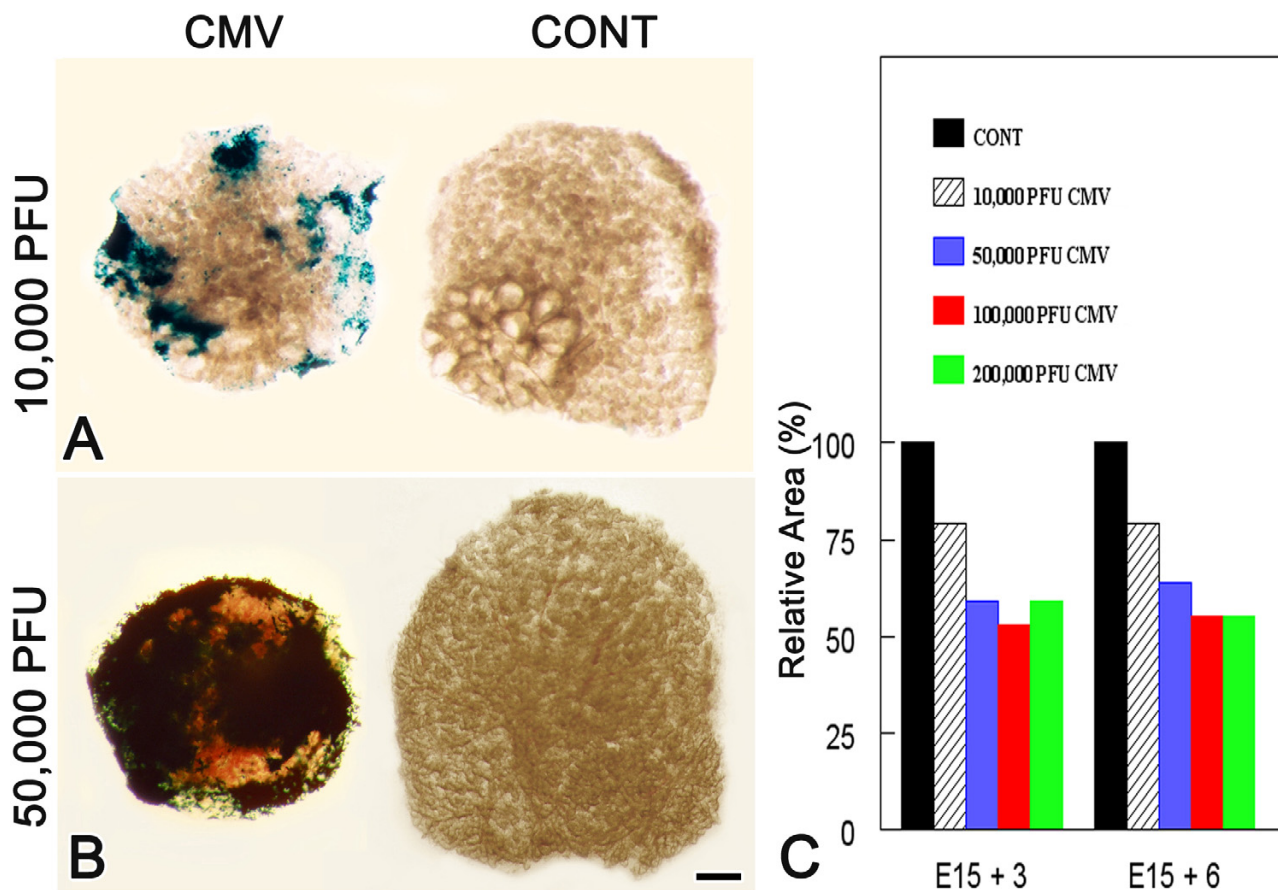 CMV
CONT
10,000 PFU
A
50,000 PFU
B
CONT
10,000 PFU CMV
50,000 PFU CMV
100,000 PFU CMV
200,000 PFU CMV
Relative Area (%)
100
75
50
25
0
E15 + 3
E15 + 6
C